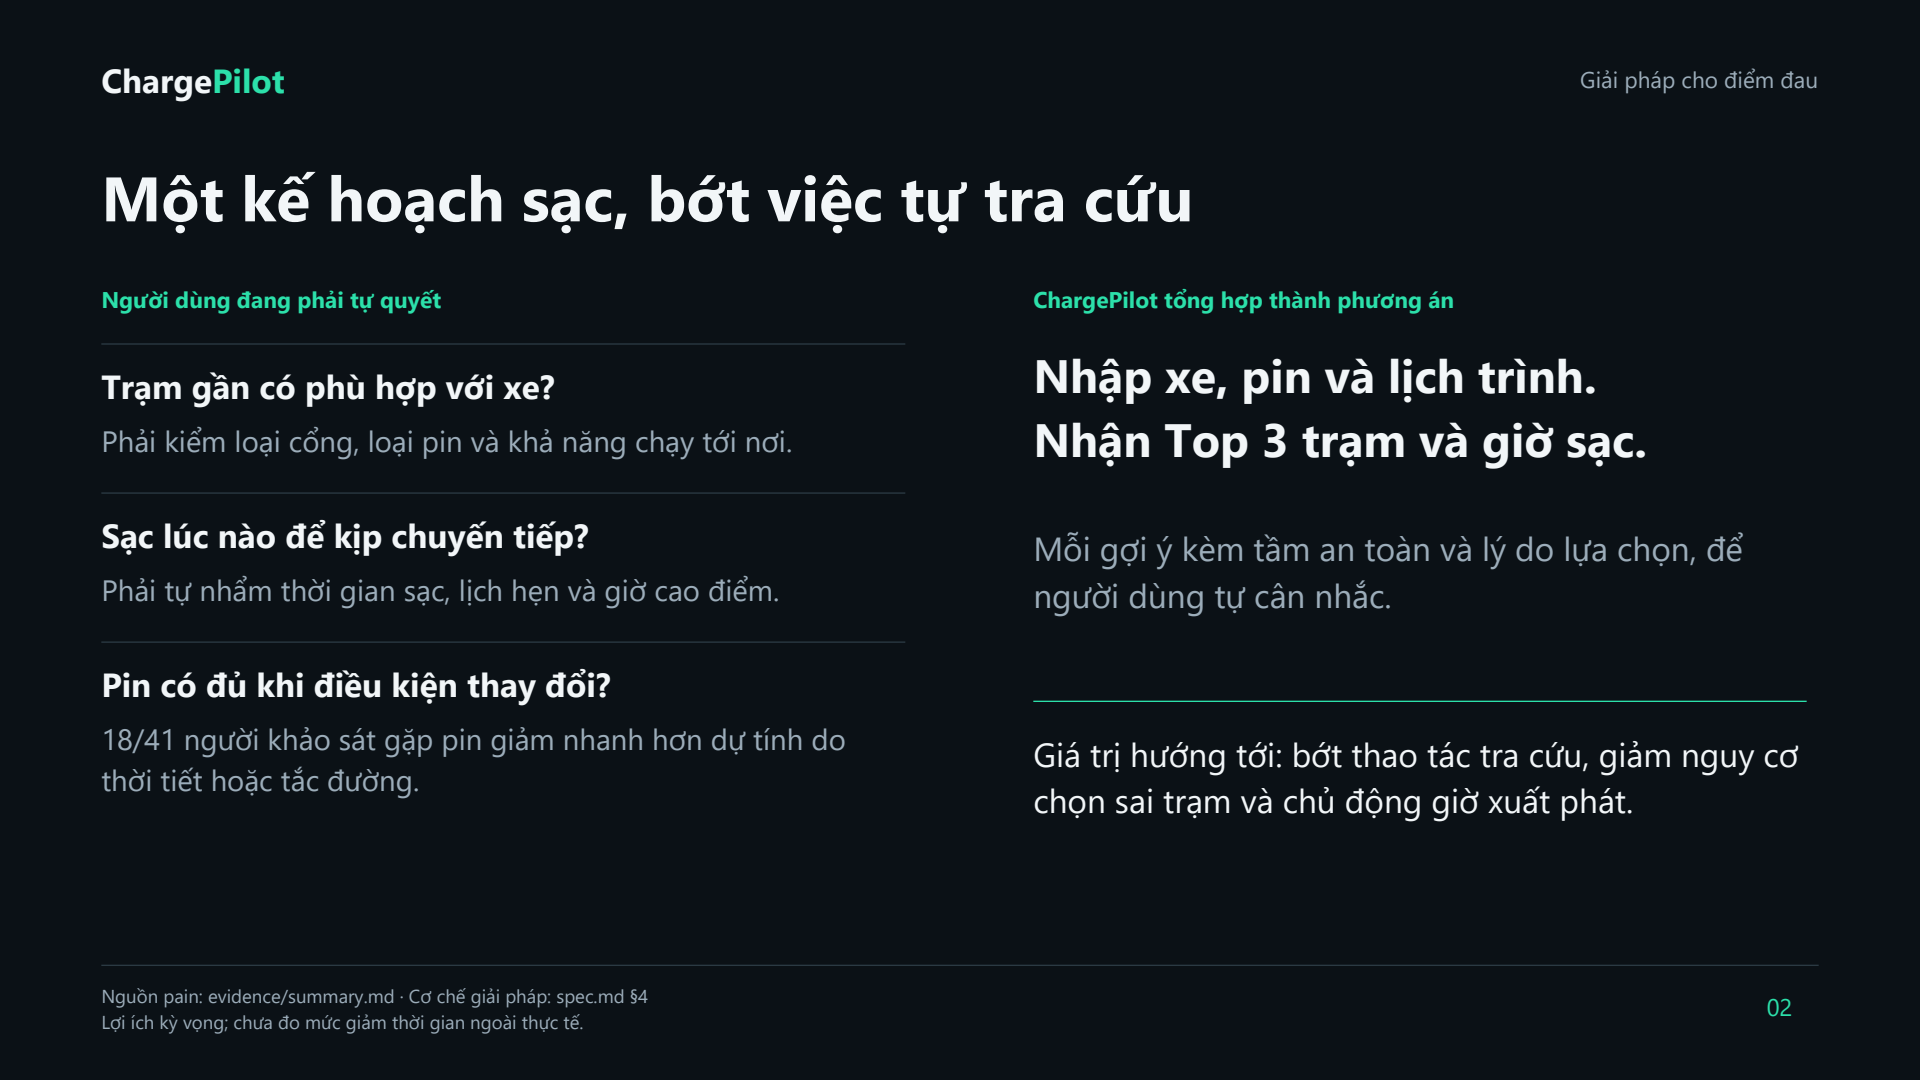 ChargePilot
Giải pháp cho điểm đau
Một kế hoạch sạc, bớt việc tự tra cứu
Người dùng đang phải tự quyết
Trạm gần có phù hợp với xe?
Phải kiểm loại cổng, loại pin và khả năng chạy tới nơi.
Sạc lúc nào để kịp chuyến tiếp?
Phải tự nhẩm thời gian sạc, lịch hẹn và giờ cao điểm.
Pin có đủ khi điều kiện thay đổi?
18/41 người khảo sát gặp pin giảm nhanh hơn dự tính do
thời tiết hoặc tắc đường.
ChargePilot tổng hợp thành phương án
Nhập xe, pin và lịch trình.
Nhận Top 3 trạm và giờ sạc.
Mỗi gợi ý kèm tầm an toàn và lý do lựa chọn, để
người dùng tự cân nhắc.
Giá trị hướng tới: bớt thao tác tra cứu, giảm nguy cơ
chọn sai trạm và chủ động giờ xuất phát.
Nguồn pain: evidence/summary.md · Cơ chế giải pháp: spec.md §4
Lợi ích kỳ vọng; chưa đo mức giảm thời gian ngoài thực tế.
02